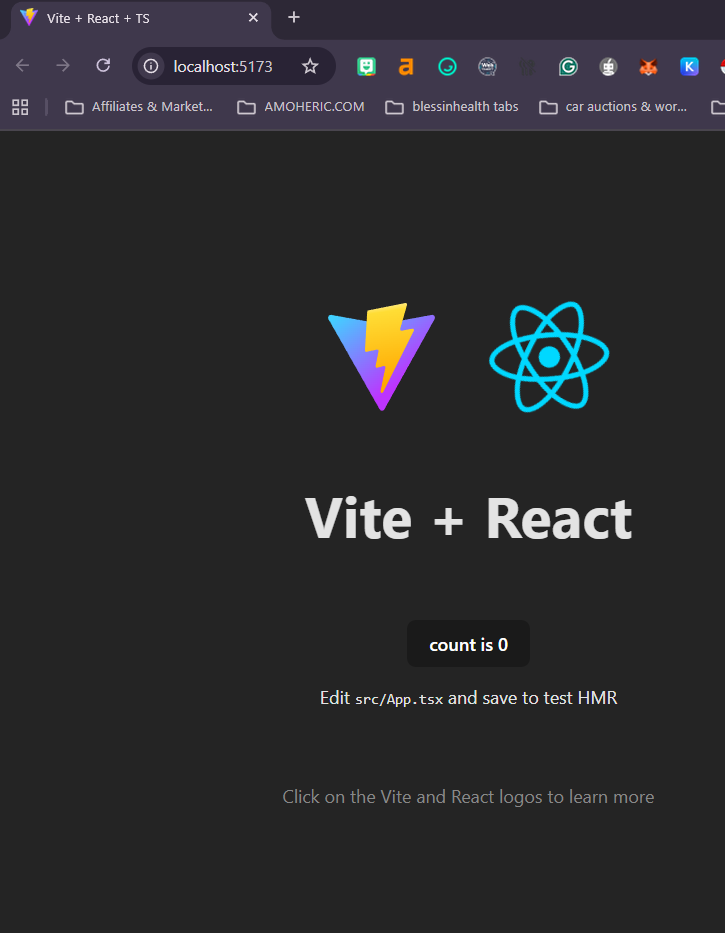 Vite + React + TS
localhost:5173
Affiliates & Market...
AMOHERIC.COM
blessinhealth tabs
car auctions & wor...
Vite + React
count is 0
Edit src/App.tsx and save to test HMR
Click on the Vite and React logos to learn more